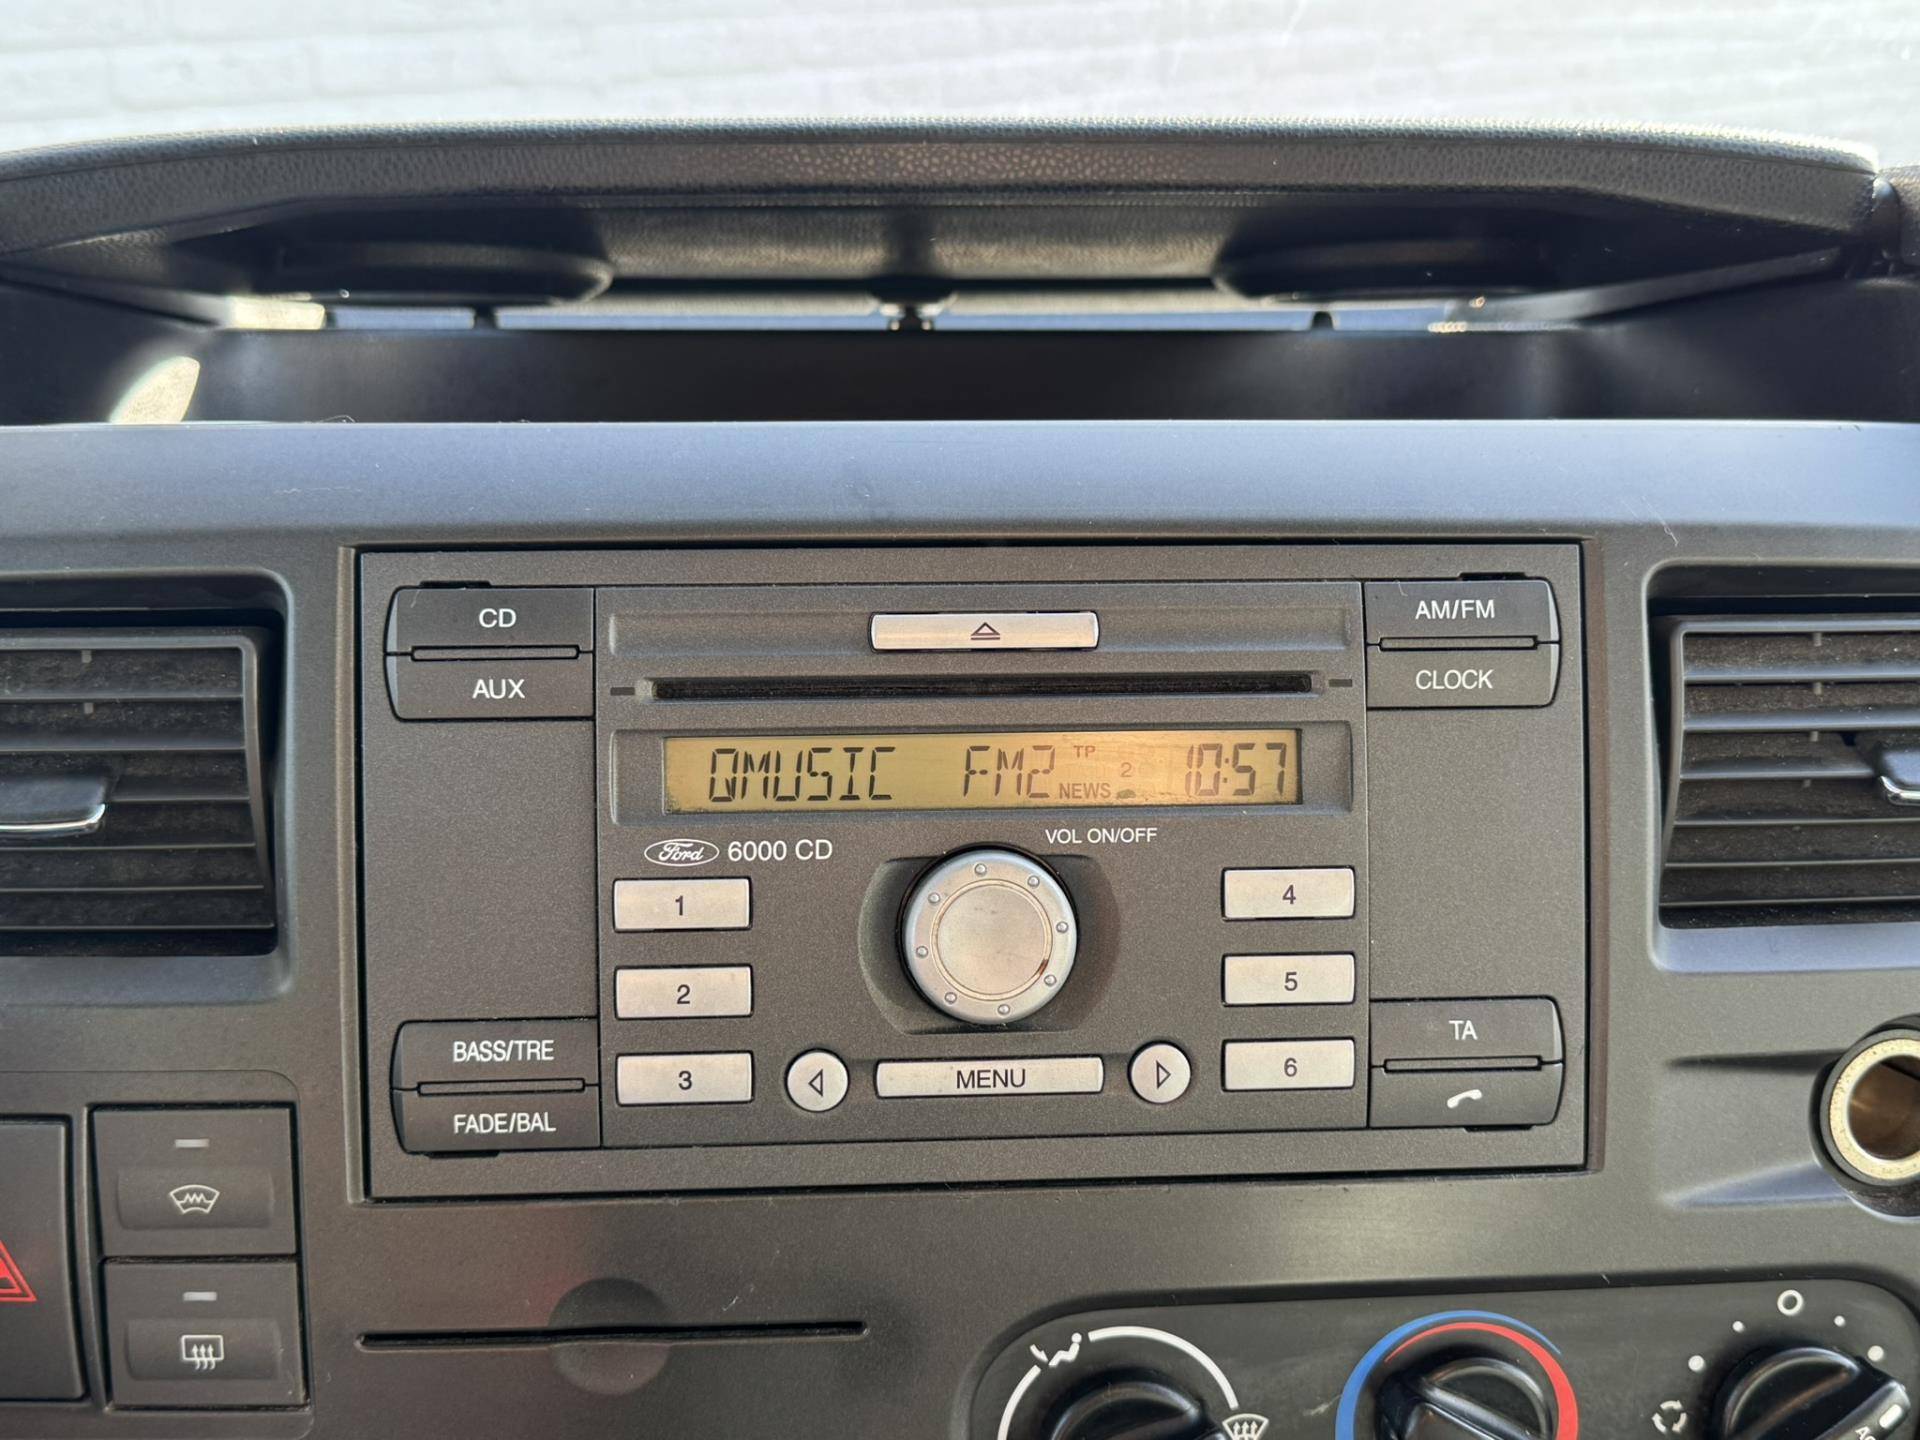 CD
AUX
AM/FM
CLOCK
QMUSIC FM2 TP NEWS 2 10:57
Ford 6000 CD
VOL ON/OFF
1
2
3
4
5
6
MENU
BASS/TRE
FADE/BAL
TA